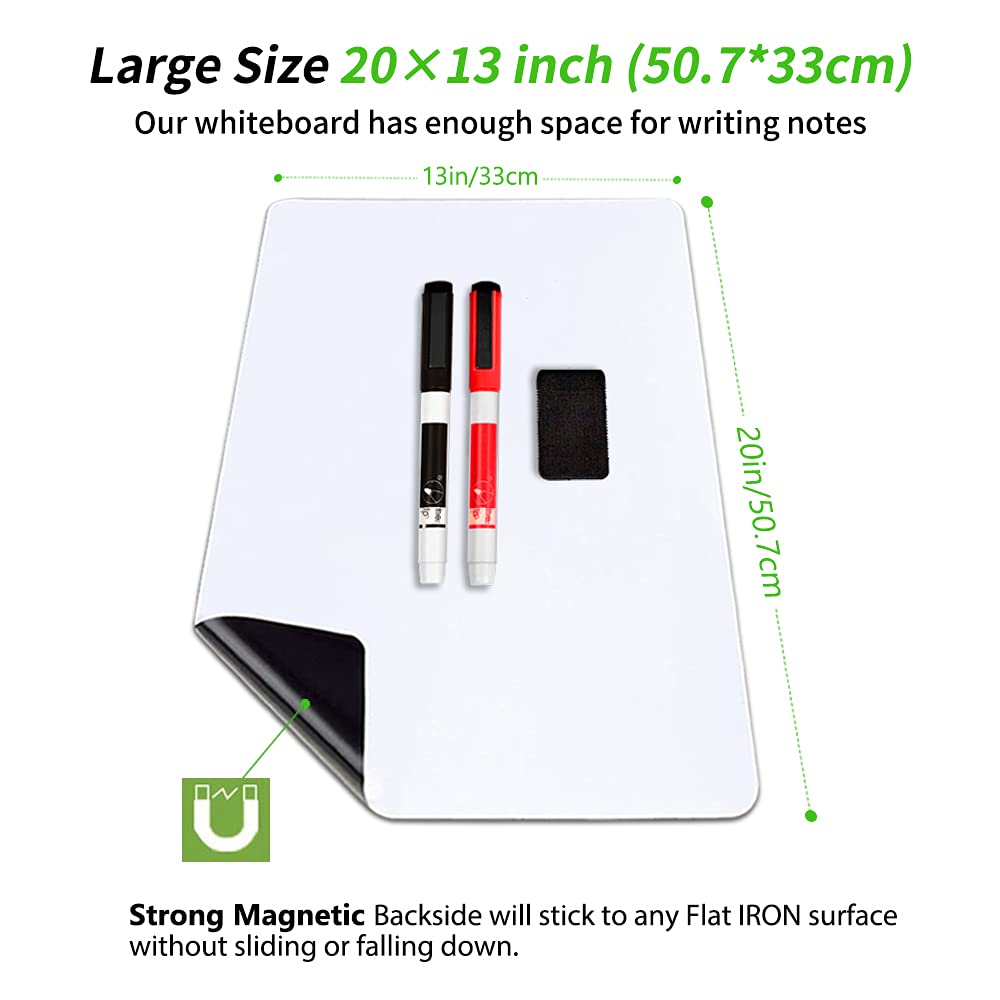 Large Size 20×13 inch (50.7*33cm)
Our whiteboard has enough space for writing notes
13in/33cm
20in/50.7cm
Strong Magnetic Backside will stick to any Flat IRON surface
without sliding or falling down.